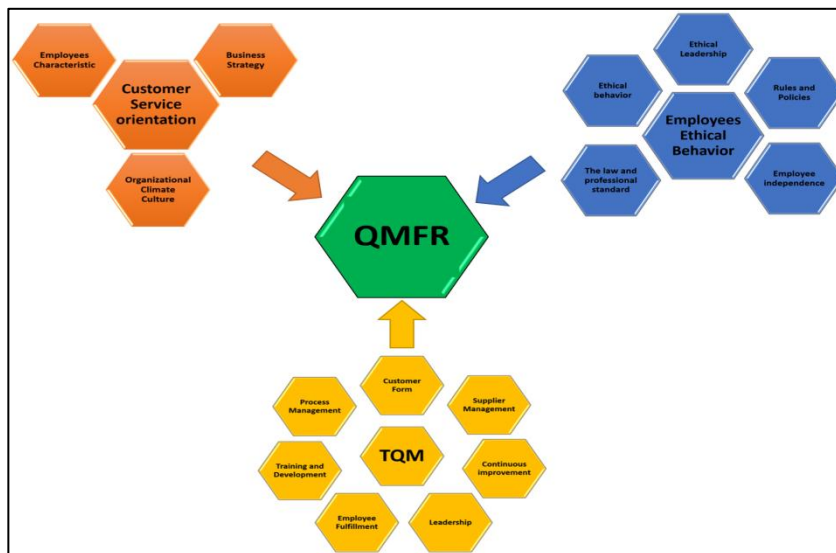 Employees
Characteristic
Business
Strategy
Customer
Service
orientation
Organizational
Climate
Culture
Ethical
Leadership
Ethical
behavior
Rules and
Policies
Employees
Ethical
Behavior
The law and
professional
standard
Employee
independence
QMFR
Customer
Form
Process
Management
Supplier
Management
TQM
Training and
Development
Continuous
improvement
Employee
Fulfillment
Leadership